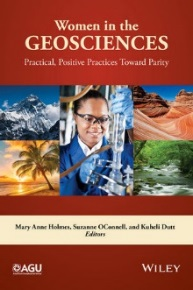 Women in the
GEOSCIENCES
Practical, Positive Practices Toward Parity
Mary Anne Holmes, Suzanne OConnell, and Kuheli Dutt
Editors
AGU
WILEY